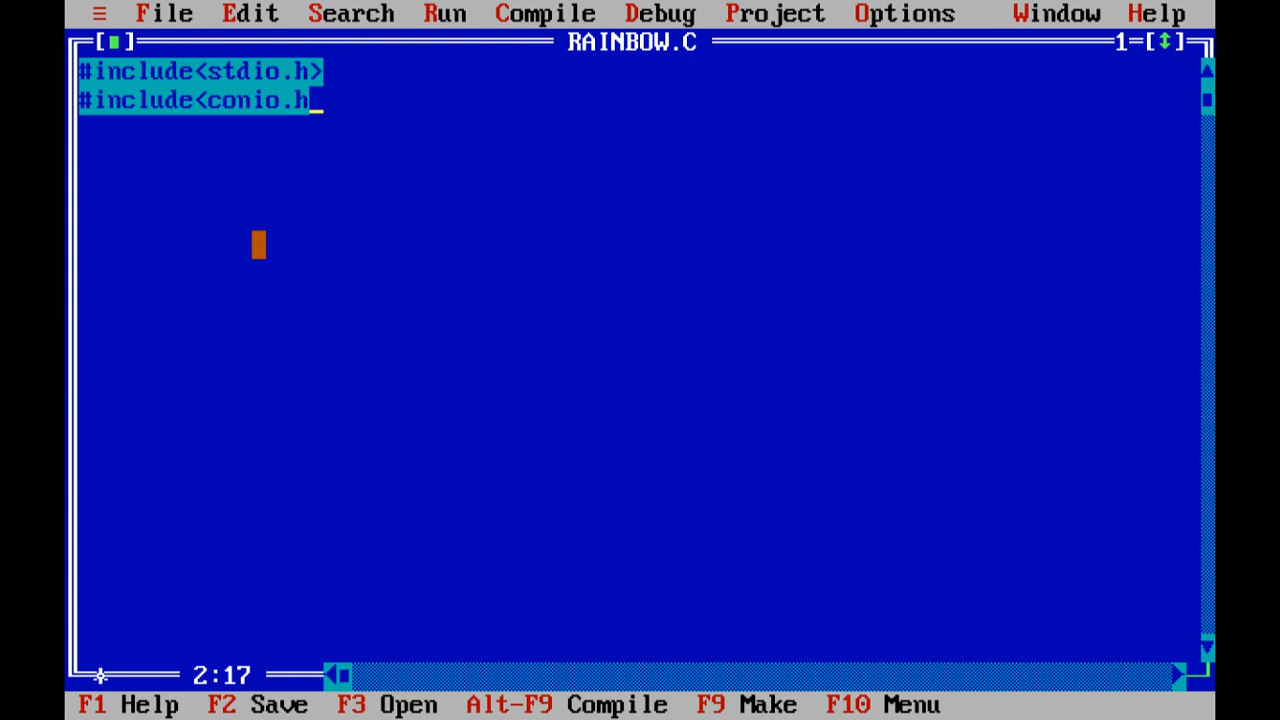 ≡ File Edit Search Run Compile Debug Project Options Window Help
[■] RAINBOW.C 1=[↕]
#include<stdio.h>
#include<conio.h_
2:17
F1 Help F2 Save F3 Open Alt-F9 Compile F9 Make F10 Menu